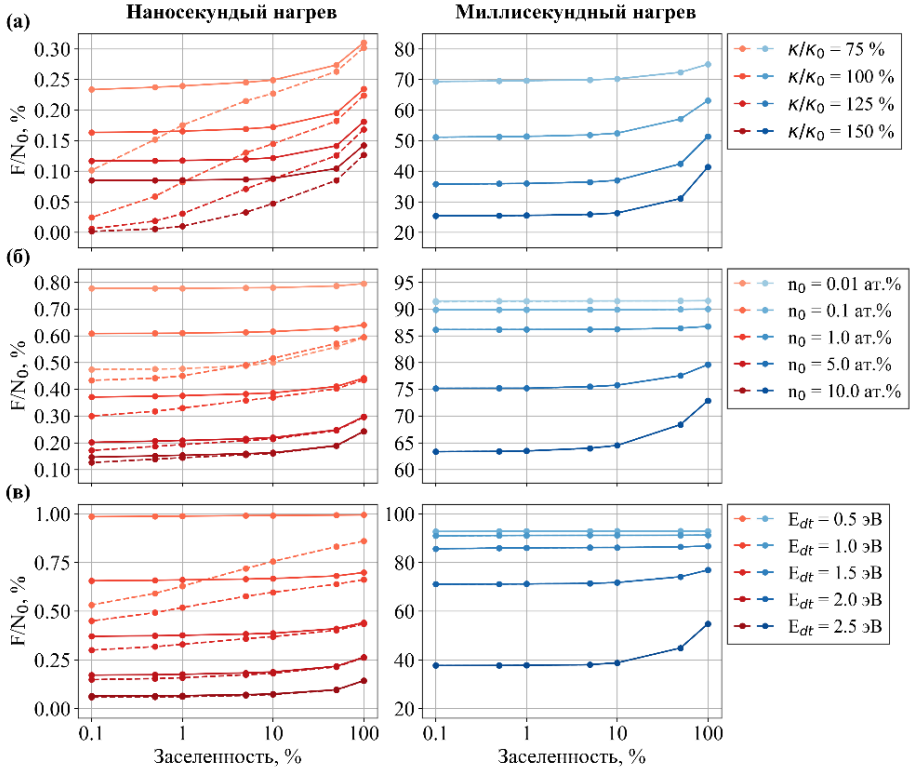 Наносекундый нагрев
Миллисекундный нагрев
(а)
F/N₀, %
0.30
0.25
0.20
0.15
0.10
0.05
0.00
80
70
60
50
40
30
20
κ/κ₀ = 75 %
κ/κ₀ = 100 %
κ/κ₀ = 125 %
κ/κ₀ = 150 %
(б)
F/N₀, %
0.80
0.70
0.60
0.50
0.40
0.30
0.20
0.10
95
90
85
80
75
70
65
60
n₀ = 0.01 ат.%
n₀ = 0.1 ат.%
n₀ = 1.0 ат.%
n₀ = 5.0 ат.%
n₀ = 10.0 ат.%
(в)
F/N₀, %
1.00
0.75
0.50
0.25
0.00
100
80
60
40
20
E_dt = 0.5 эВ
E_dt = 1.0 эВ
E_dt = 1.5 эВ
E_dt = 2.0 эВ
E_dt = 2.5 эВ
0.1 1 10 100
0.1 1 10 100
Заселенность, %
Заселенность, %